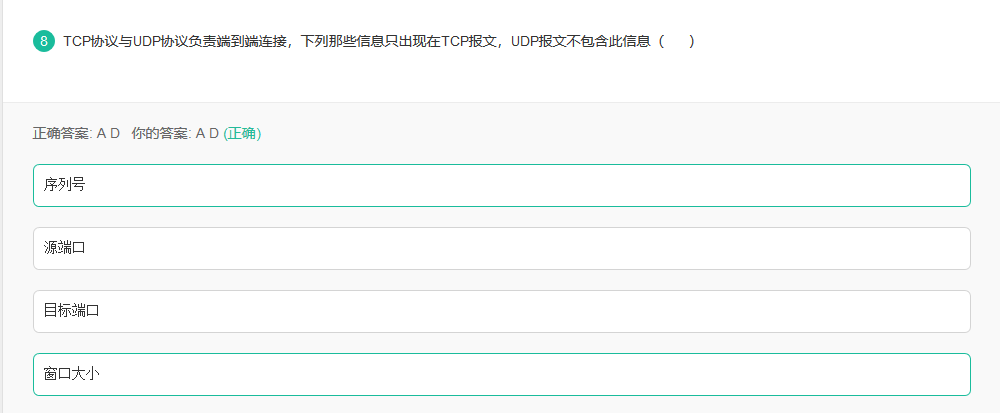 8 TCP协议与UDP协议负责端到端连接，下列那些信息只出现在TCP报文，UDP报文不包含此信息（ ）
正确答案: A D 你的答案: A D (正确)
序列号
源端口
目标端口
窗口大小